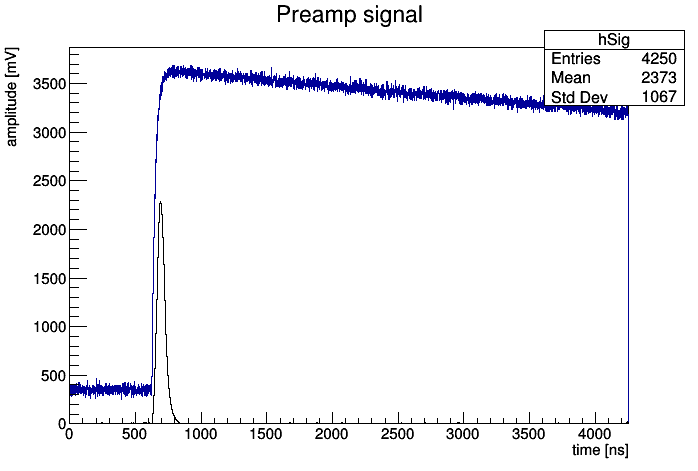 Preamp signal
hSig
Entries 4250
Mean 2373
Std Dev 1067
amplitude [mV]
3500
3000
2500
2000
1500
1000
500
0
0 500 1000 1500 2000 2500 3000 3500 4000
time [ns]